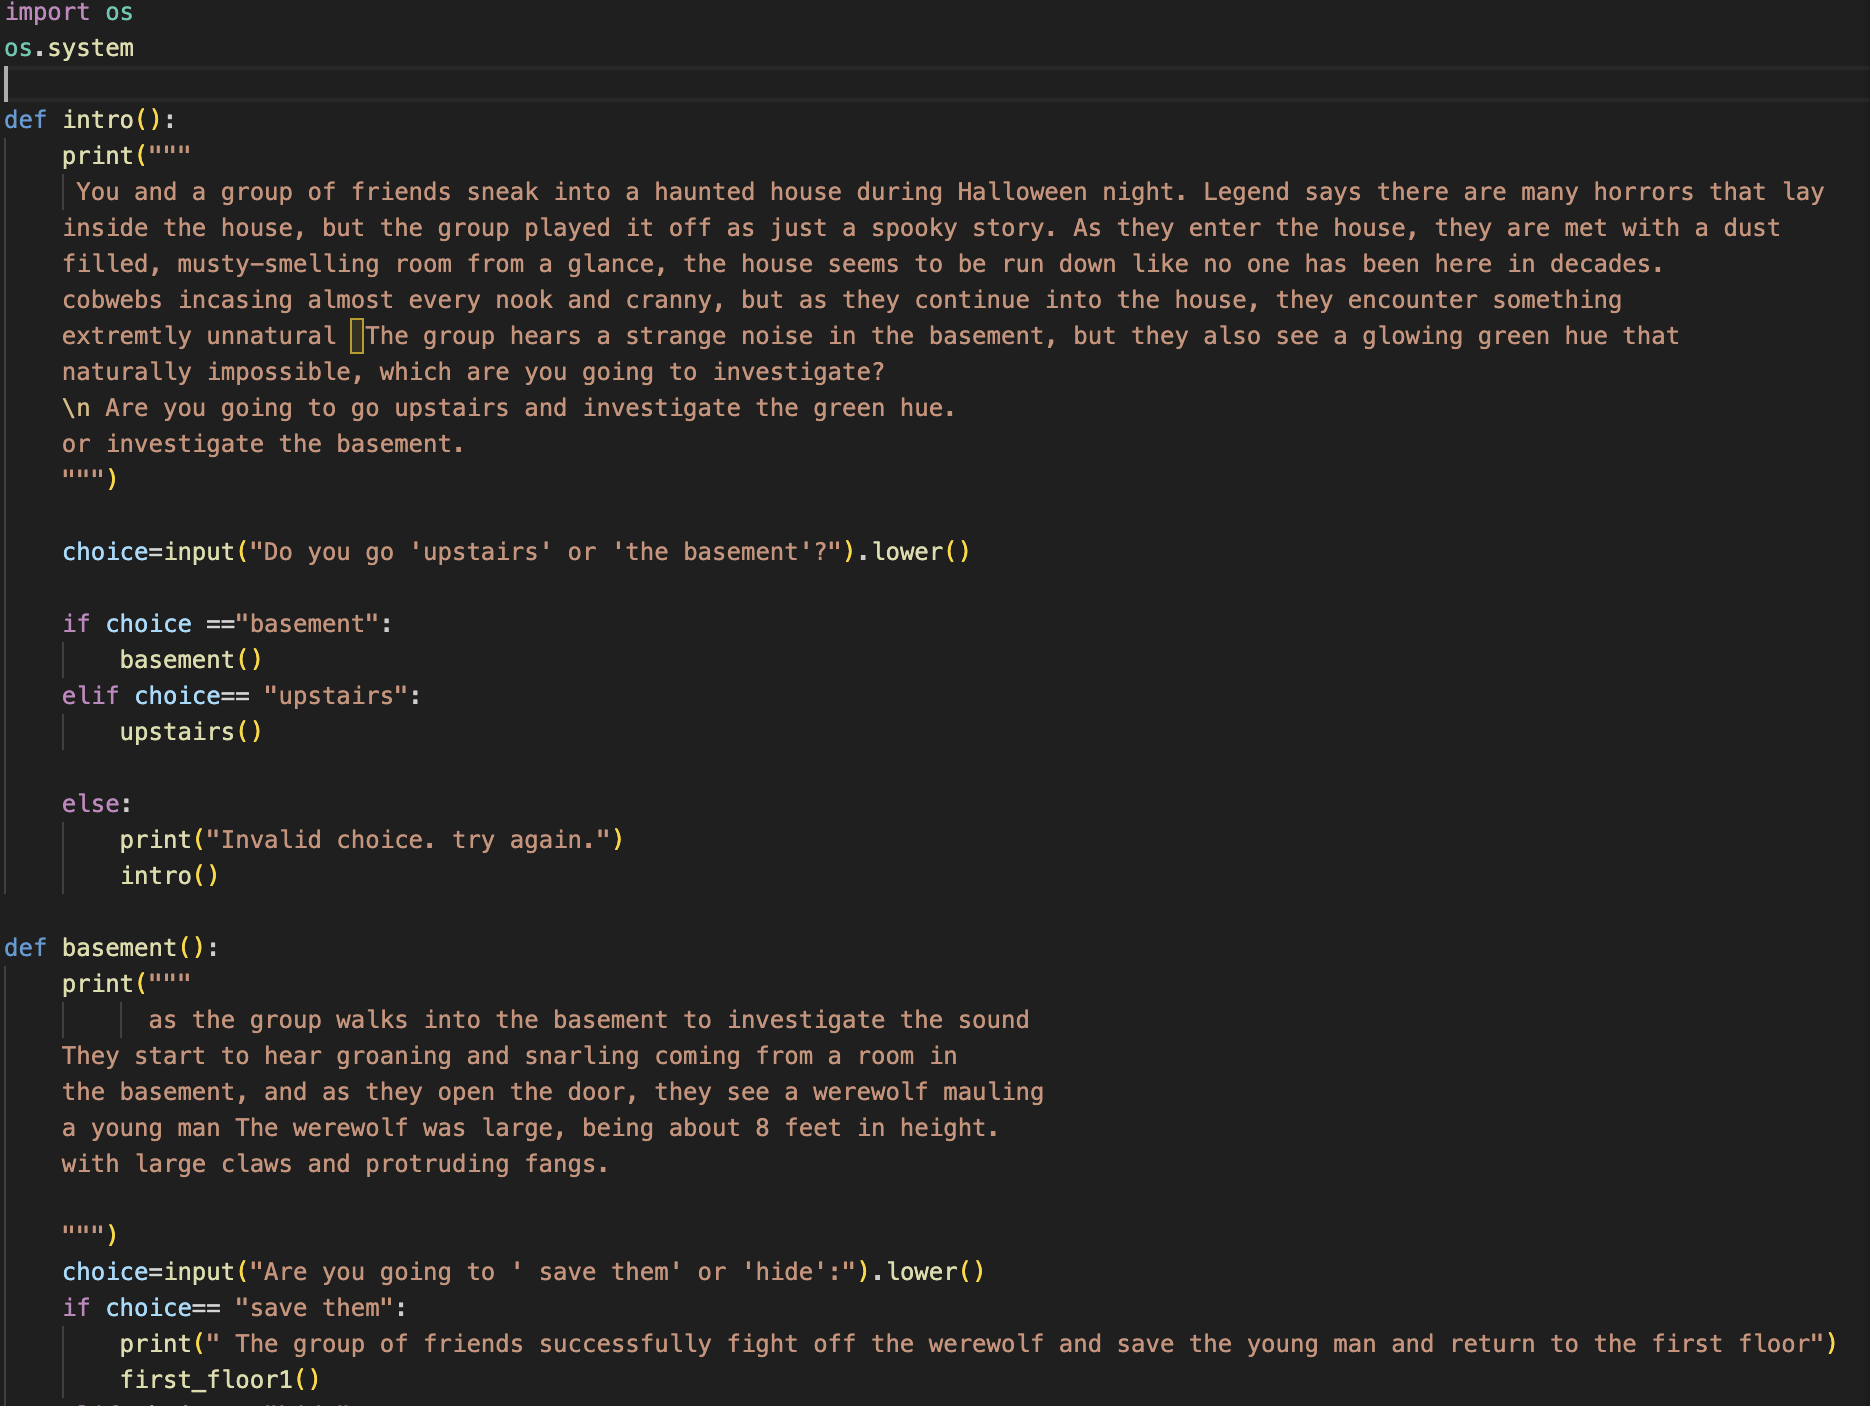 import os
os.system
def intro():
    print("""
     You and a group of friends sneak into a haunted house during Halloween night. Legend says there are many horrors that lay
    inside the house, but the group played it off as just a spooky story. As they enter the house, they are met with a dust
    filled, musty-smelling room from a glance, the house seems to be run down like no one has been here in decades.
    cobwebs incasing almost every nook and cranny, but as they continue into the house, they encounter something
    extremtly unnatural  The group hears a strange noise in the basement, but they also see a glowing green hue that
    naturally impossible, which are you going to investigate?
    \n Are you going to go upstairs and investigate the green hue.
    or investigate the basement.
    """)
    choice=input("Do you go 'upstairs' or 'the basement'?").lower()
    if choice =="basement":
        basement()
    elif choice== "upstairs":
        upstairs()
    else:
        print("Invalid choice. try again.")
        intro()
def basement():
    print("""
          as the group walks into the basement to investigate the sound
    They start to hear groaning and snarling coming from a room in
    the basement, and as they open the door, they see a werewolf mauling
    a young man The werewolf was large, being about 8 feet in height.
    with large claws and protruding fangs.
    """)
    choice=input("Are you going to ' save them' or 'hide':").lower()
    if choice== "save them":
        print(" The group of friends successfully fight off the werewolf and save the young man and return to the first floor")
        first_floor1()